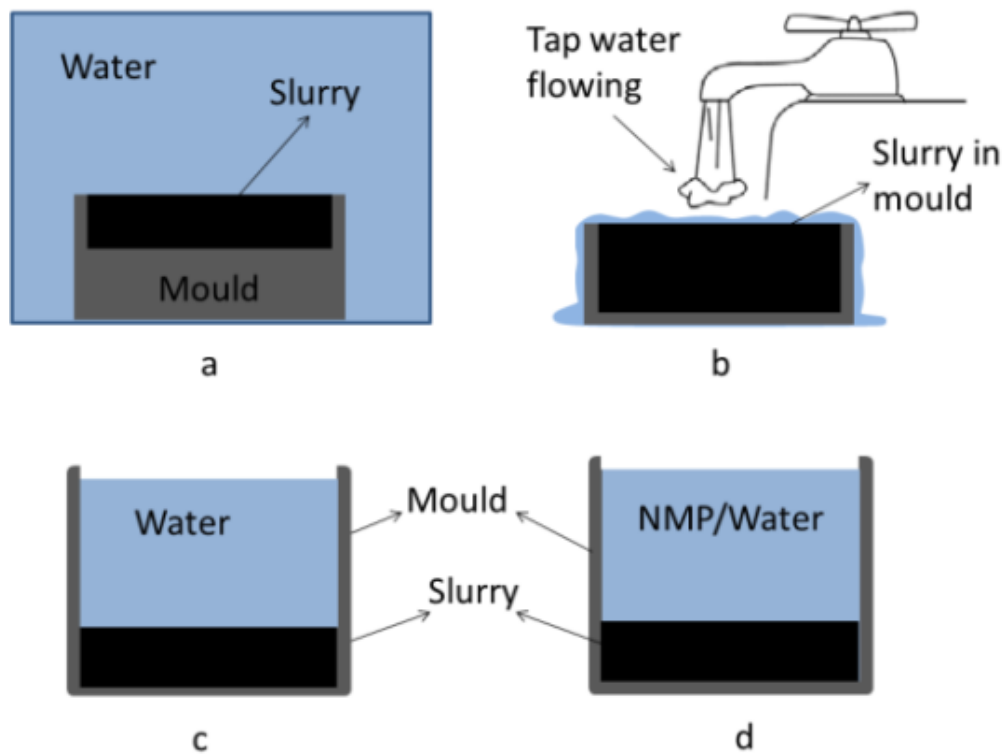 Water
Slurry
Mould
a
Tap water
flowing
Slurry in
mould
b
Water
Mould
Slurry
c
NMP/Water
d